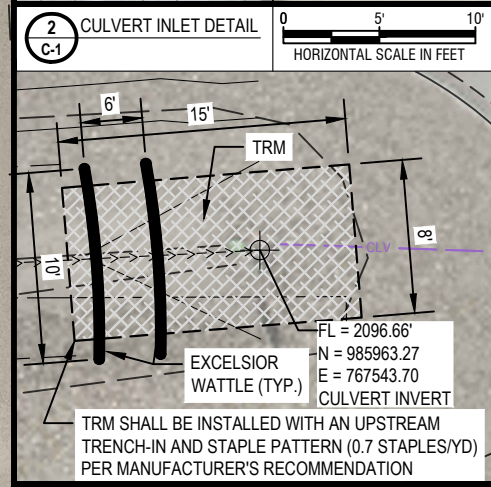 2
C-1
CULVERT INLET DETAIL
0 5' 10'
HORIZONTAL SCALE IN FEET
6'
15'
TRM
10'
8'
CLV
FL = 2096.66'
N = 985963.27
E = 767543.70
CULVERT INVERT
EXCELSIOR
WATTLE (TYP.)
TRM SHALL BE INSTALLED WITH AN UPSTREAM
TRENCH-IN AND STAPLE PATTERN (0.7 STAPLES/YD)
PER MANUFACTURER'S RECOMMENDATION